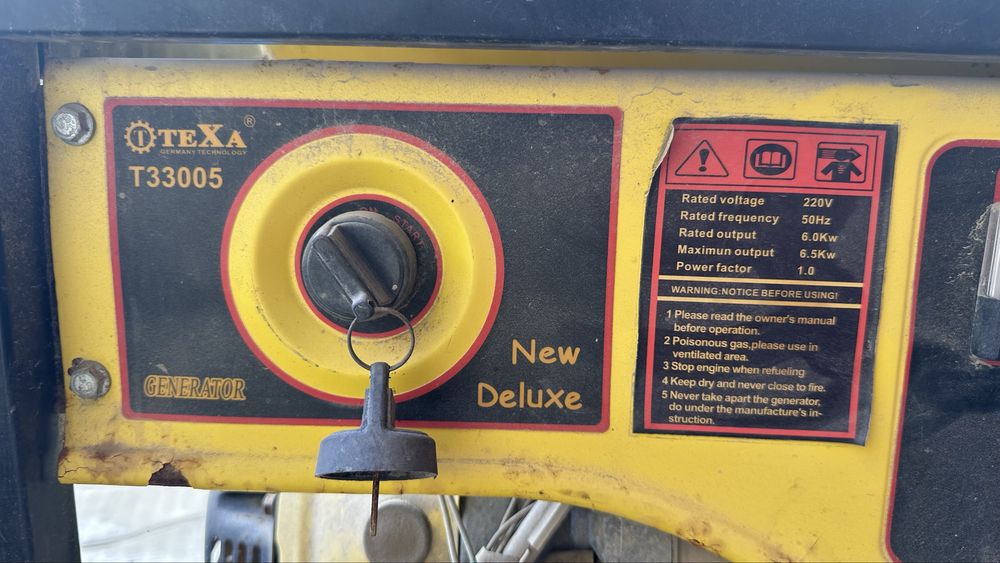 TEXA ®
GERMANY TECHNOLOGY
T33005
ON START
GENERATOR
New
Deluxe
Rated voltage 220V
Rated frequency 50Hz
Rated output 6.0Kw
Maximun output 6.5Kw
Power factor 1.0
WARNING:NOTICE BEFORE USING!
1 Please read the owner's manual
before operation.
2 Poisonous gas,please use in
ventilated area.
3 Stop engine when refueling
4 Keep dry and never close to fire.
5 Never take apart the generator,
do under the manufacture's in-
struction.